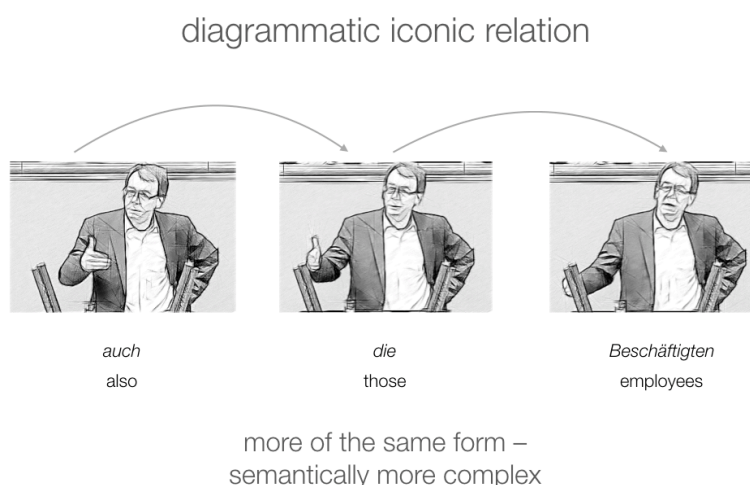 diagrammatic iconic relation
auch die Beschäftigten
also those employees
more of the same form –
semantically more complex